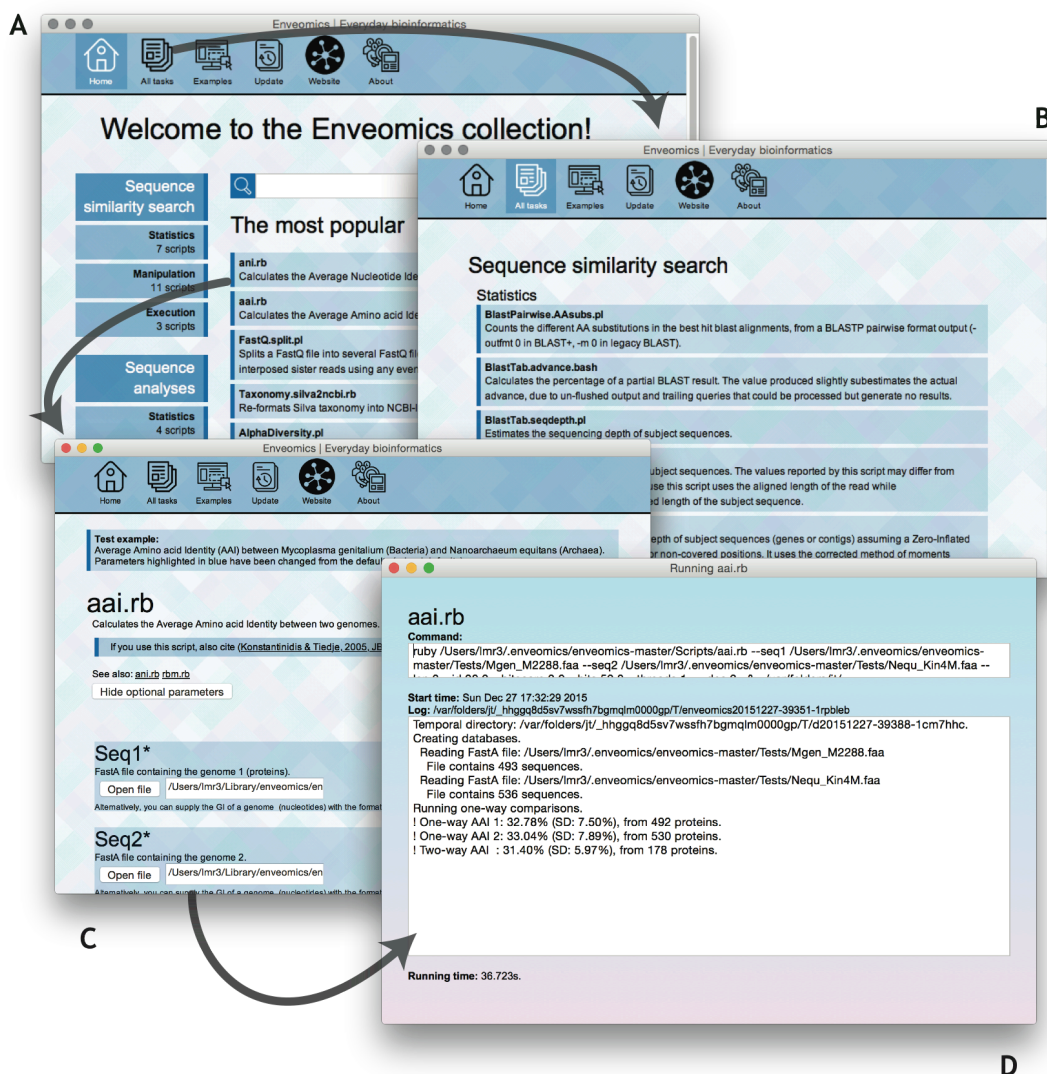 A
Enveomics | Everyday bioinformatics
Home All tasks Examples Update Website About
Welcome to the Enveomics collection!
Sequence
similarity search
Statistics
7 scripts
Manipulation
11 scripts
Execution
3 scripts
Sequence
analyses
Statistics
4 scripts
The most popular
ani.rb
Calculates the Average Nucleotide Ide
aai.rb
Calculates the Average Amino acid Ide
FastQ.split.pl
Splits a FastQ file into several FastQ fil
interposed sister reads using any even
Taxonomy.silva2ncbi.rb
Re-formats Silva taxonomy into NCBI-l
AlphaDiversity.pl
B
Enveomics | Everyday bioinformatics
Home All tasks Examples Update Website About
Sequence similarity search
Statistics
BlastPairwise.AAsubs.pl
Counts the different AA substitutions in the best hit blast alignments, from a BLASTP pairwise format output (-
outfmt 0 in BLAST+, -m 0 in legacy BLAST).
BlastTab.advance.bash
Calculates the percentage of a partial BLAST result. The value produced slightly subestimates the actual
advance, due to un-flushed output and trailing queries that could be processed but generate no results.
BlastTab.seqdepth.pl
Estimates the sequencing depth of subject sequences.
ubject sequences. The values reported by this script may differ from
use this script uses the aligned length of the read while
d length of the subject sequence.
epth of subject sequences (genes or contigs) assuming a Zero-Inflated
or non-covered positions. It uses the corrected method of moments
Enveomics | Everyday bioinformatics
Home All tasks Examples Update Website About
Test example:
Average Amino acid Identity (AAI) between Mycoplasma genitalium (Bacteria) and Nanoarchaeum equitans (Archaea).
Parameters highlighted in blue have been changed from the
aai.rb
Calculates the Average Amino acid Identity between two genomes.
If you use this script, also cite (Konstantinidis & Tiedje, 2005, JB
See also: ani.rb rbm.rb
Hide optional parameters
Seq1*
FastA file containing the genome 1 (proteins).
Open file /Users/lmr3/Library/enveomics/en
Alternatively, you can supply the GI of a genome (nucleotides) with the format
Seq2*
FastA file containing the genome 2.
Open file /Users/lmr3/Library/enveomics/en
Alternatively, you can supply the GI of a genome (nucleotides) with the format
C
Running aai.rb
aai.rb
Command:
ruby /Users/lmr3/.enveomics/enveomics-master/Scripts/aai.rb --seq1 /Users/lmr3/.enveomics/enveomics-
master/Tests/Mgen_M2288.faa --seq2 /Users/lmr3/.enveomics/enveomics-master/Tests/Nequ_Kin4M.faa --
Start time: Sun Dec 27 17:32:29 2015
Log: /var/folders/jt/_hhggq8d5sv7wssfh7bgmqlm0000gp/T/enveomics20151227-39351-1rpbleb
Temporal directory: /var/folders/jt/_hhggq8d5sv7wssfh7bgmqlm0000gp/T/d20151227-39388-1cm7hhc.
Creating databases.
Reading FastA file: /Users/lmr3/.enveomics/enveomics-master/Tests/Mgen_M2288.faa
File contains 493 sequences.
Reading FastA file: /Users/lmr3/.enveomics/enveomics-master/Tests/Nequ_Kin4M.faa
File contains 536 sequences.
Running one-way comparisons.
! One-way AAI 1: 32.78% (SD: 7.50%), from 492 proteins.
! One-way AAI 2: 33.04% (SD: 7.89%), from 530 proteins.
! Two-way AAI : 31.40% (SD: 5.97%), from 178 proteins.
Running time: 36.723s.
D